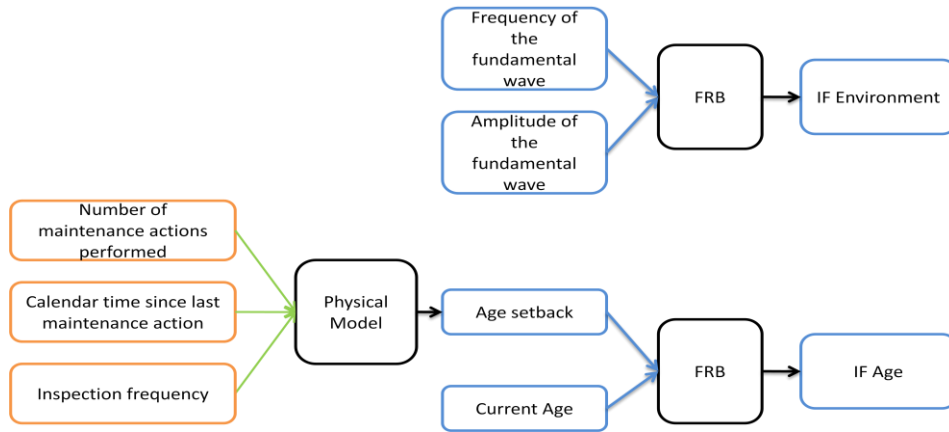 Frequency of
the
fundamental
wave
FRB
IF Environment
Amplitude of
the
fundamental
wave
Number of
maintenance actions
performed
Calendar time since last
maintenance action
Inspection frequency
Physical
Model
Age setback
Current Age
FRB
IF Age